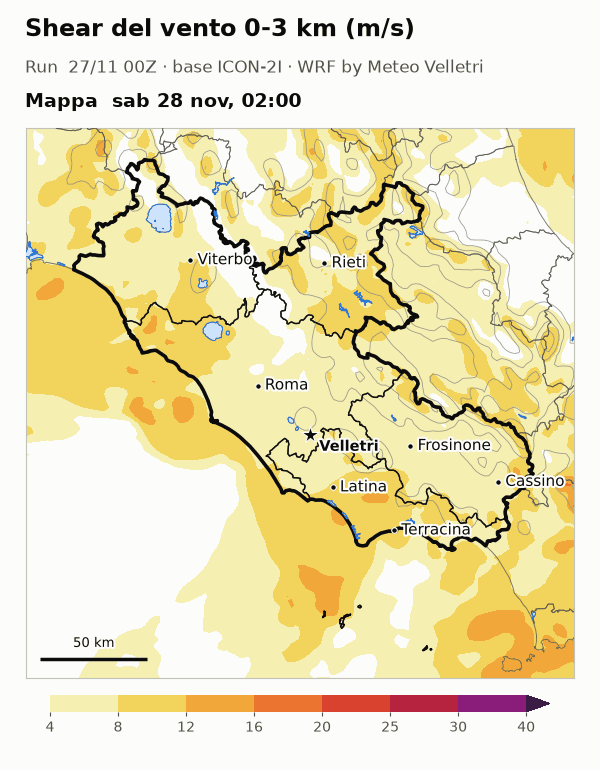 Shear del vento 0-3 km (m/s)
Run 27/11 00Z · base ICON-2I · WRF by Meteo Velletri
Mappa sab 28 nov, 02:00
Viterbo
Rieti
Roma
Velletri
Frosinone
Cassino
Latina
Terracina
50 km
4 8 12 16 20 25 30 40